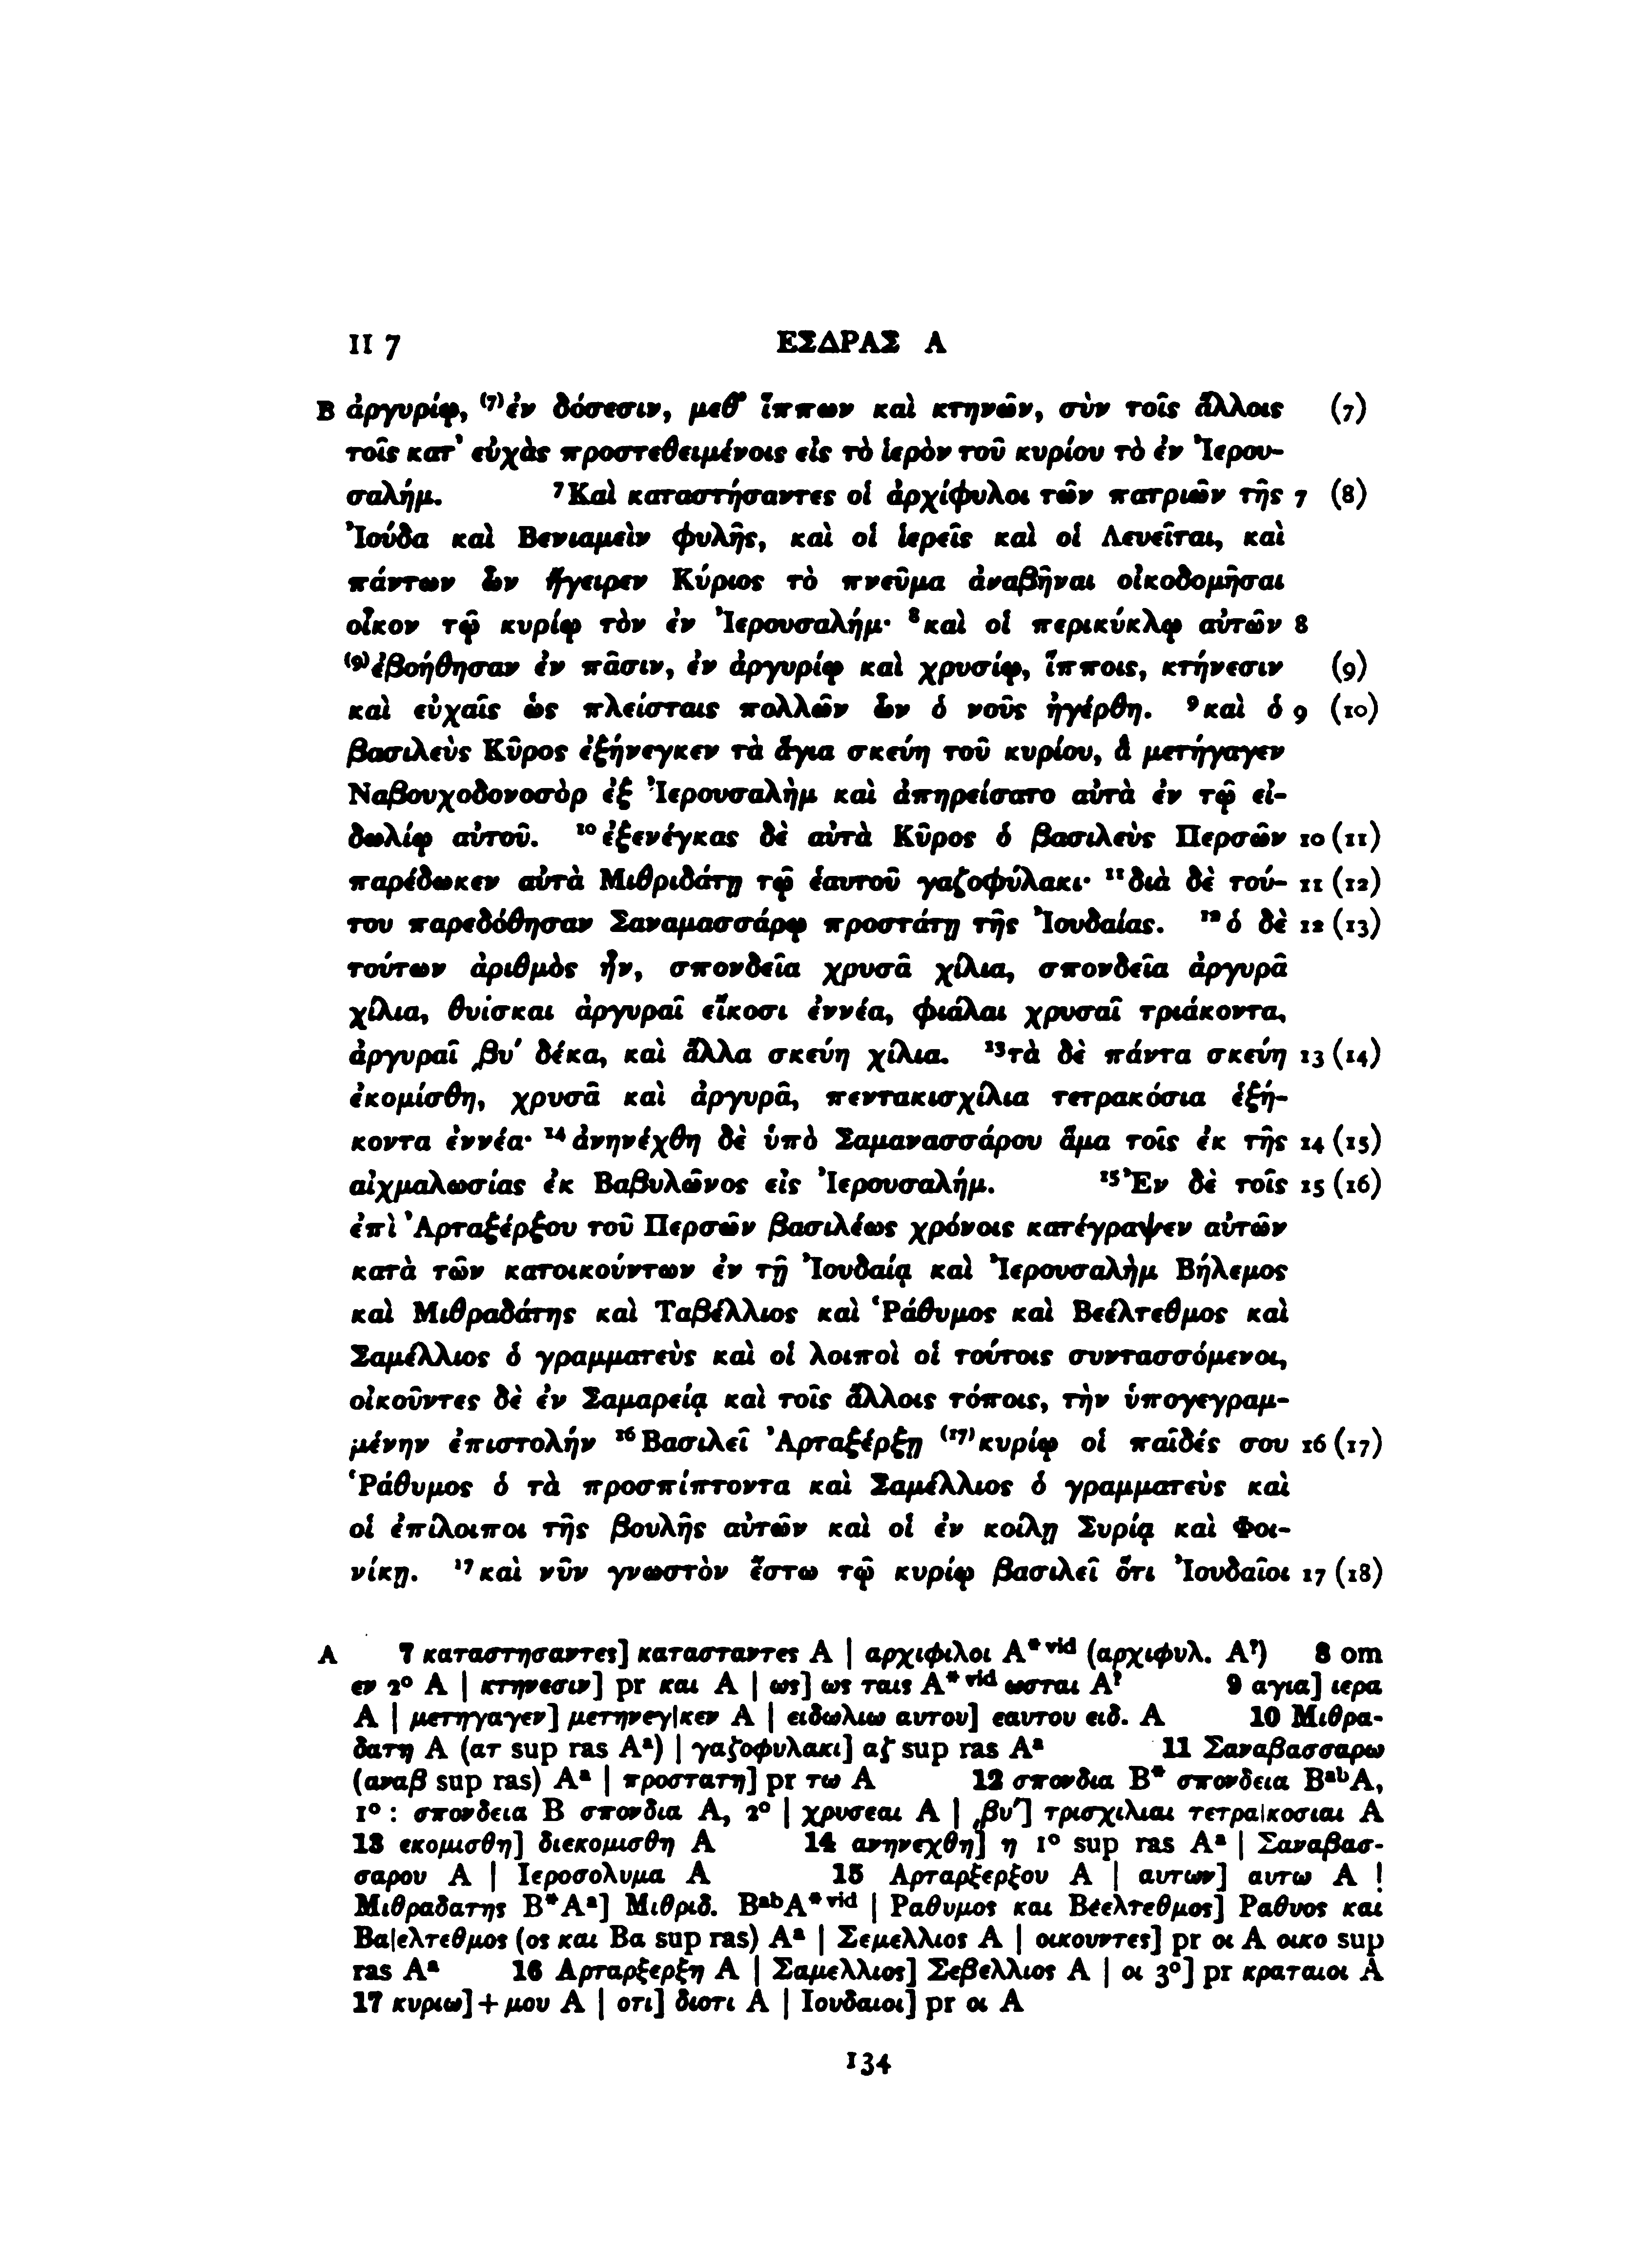 II 7 ΕΣΔΡΑΣ Α
B ἀργυρίῳ, (7)ἐν δόσεσιν, μεθ᾽ ἵππων καὶ κτηνῶν, σὺν τοῖς ἄλλοις (7)
τοῖς κατ᾽ εὐχὰς προστεθειμένοις εἰς τὸ ἱερὸν τοῦ κυρίου τὸ ἐν Ἰερου-
σαλήμ. 7Καὶ καταστήσαντες οἱ ἀρχίφυλοι τῶν πατριῶν τῆς 7 (8)
Ἰούδα καὶ Βενιαμεὶν φυλῆς, καὶ οἱ ἱερεῖς καὶ οἱ Λευεῖται, καὶ
πάντων ὧν ἤγειρεν Κύριος τὸ πνεῦμα ἀναβῆναι οἰκοδομῆσαι
οἶκον τῷ κυρίῳ τὸν ἐν Ἰερουσαλήμ· 8καὶ οἱ περικύκλῳ αὐτῶν 8
(9)ἐβοήθησαν ἐν πᾶσιν, ἐν ἀργυρίῳ καὶ χρυσίῳ, ἵπποις, κτήνεσιν (9)
καὶ εὐχαῖς ὡς πλείσταις πολλῶν ὧν ὁ νοῦς ἠγέρθη. 9καὶ ὁ 9 (10)
βασιλεὺς Κῦρος ἐξήνεγκεν τὰ ἅγια σκεύη τοῦ κυρίου, ἃ μετήγαγεν
Ναβουχοδονοσὸρ ἐξ Ἰερουσαλὴμ καὶ ἀπηρείσατο αὐτὰ ἐν τῷ εἰ-
δωλίῳ αὐτοῦ. 10ἐξενέγκας δὲ αὐτὰ Κῦρος ὁ βασιλεὺς Περσῶν 10 (11)
παρέδωκεν αὐτὰ Μιθριδάτῃ τῷ ἑαυτοῦ γαζοφύλακι· 11διὰ δὲ τού- 11 (12)
του παρεδόθησαν Σαναμασσάρῳ προστάτῃ τῆς Ἰουδαίας. 12ὁ δὲ 12 (13)
τούτων ἀριθμὸς ἦν, σπονδεῖα χρυσᾶ χίλια, σπονδεῖα ἀργυρᾶ
χίλια, θυίσκαι ἀργυραῖ εἴκοσι ἐννέα, φιάλαι χρυσαῖ τριάκοντα,
ἀργυραῖ ͵βυ΄ δέκα, καὶ ἄλλα σκεύη χίλια. 13τὰ δὲ πάντα σκεύη 13 (14)
ἐκομίσθη, χρυσᾶ καὶ ἀργυρᾶ, πεντακισχίλια τετρακόσια ἑξή-
κοντα ἐννέα· 14ἀνηνέχθη δὲ ὑπὸ Σαμανασσάρου ἅμα τοῖς ἐκ τῆς 14 (15)
αἰχμαλωσίας ἐκ Βαβυλῶνος εἰς Ἰερουσαλήμ. 15Ἐν δὲ τοῖς 15 (16)
ἐπὶ Ἀρταξέρξου τοῦ Περσῶν βασιλέως χρόνοις κατέγραψεν αὐτῶν
κατὰ τῶν κατοικούντων ἐν τῇ Ἰουδαίᾳ καὶ Ἰερουσαλὴμ Βήλεμος
καὶ Μιθραδάτης καὶ Ταβέλλιος καὶ Ῥάθυμος καὶ Βεέλτεθμος καὶ
Σαμέλλιος ὁ γραμματεὺς καὶ οἱ λοιποὶ οἱ τούτοις συντασσόμενοι,
οἰκοῦντες δὲ ἐν Σαμαρείᾳ καὶ τοῖς ἄλλοις τόποις, τὴν ὑπογεγραμ-
μένην ἐπιστολήν 16Βασιλεῖ Ἀρταξέρξῃ (17)κυρίῳ οἱ παῖδές σου 16 (17)
Ῥάθυμος ὁ τὰ προσπίπτοντα καὶ Σαμέλλιος ὁ γραμματεὺς καὶ
οἱ ἐπίλοιποι τῆς βουλῆς αὐτῶν καὶ οἱ ἐν κοίλῃ Συρίᾳ καὶ Φοι-
νίκῃ. 17καὶ νῦν γνωστὸν ἔστω τῷ κυρίῳ βασιλεῖ ὅτι Ἰουδαῖοι 17 (18)
A 7 καταστησαντες] καταστаντες A | αρχιφιλοι A*vid (αρχιφυλ. A?) 8 om
εν 2° A | κτηνεσιν] pr και A | ως] ως ταις A*vid ωσται A? 9 αγια] ιερα
A | μετηγαγεν] μετηνεγ|κεν A | ειδωλιω αυτου] εαυτου ειδ. A 10 Μιθρα-
δατη A (ατ sup ras Aa) | γαζοφυλακι] αζ sup ras Aa 11 Σαναβασσαρω
(αναβ sup ras) Aa | προστατη] pr τω A 12 σπονδια B* σπονδεια BabA,
1° : σπονδεια B σπονδια A, 2° | χρυσεαι A | ͵βυ΄] τρισχιλιαι τετρα|κοσιαι A
13 εκομισθη] διεκομισθη A 14 ανηνεχθη] η 1° sup ras Aa | Σαναβασ-
σαρου A | Ιεροσολυμα A 15 Αρταρξερξου A | αυτων] αυτω A |
Μιθραδατης B*Aa] Μιθριδ. BabA*vid | Ραθυμος και Βεελτεθμος] Ραθυος και
Βα|ελτεθμος (ος και Βα sup ras) Aa | Σεμελλιος A | οικουντες] pr οι A οικο sup
ras Aa 16 Αρταρξερξη A | Σαμελλιος] Σεβελλιος A | οι 3°] pr κραταιοι A
17 κυριω]+μου A | οτι] διοτι A | Ιουδαιοι] pr οι A
134